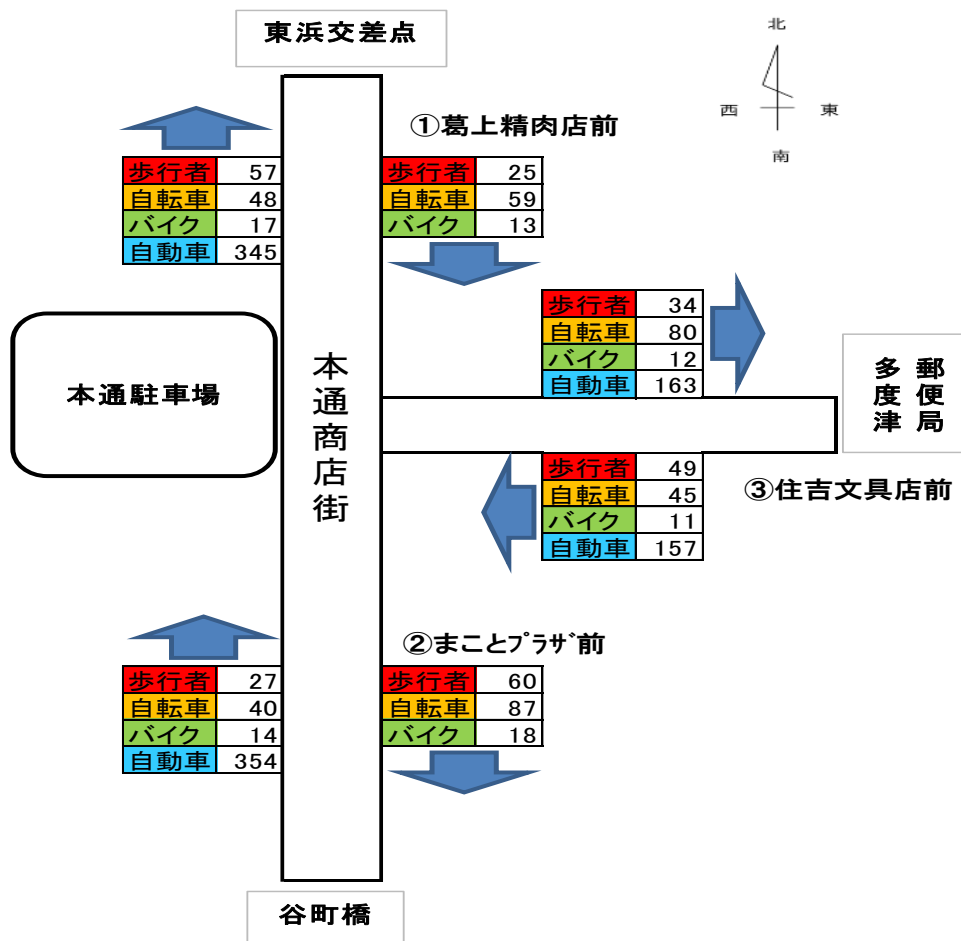 東浜交差点
北
西 東
南
①葛上精肉店前
歩行者 57
自転車 48
バイク 17
自動車 345
歩行者 25
自転車 59
バイク 13
歩行者 34
自転車 80
バイク 12
自動車 163
本通駐車場
本通商店街
多度津
郵便局
歩行者 49
自転車 45
バイク 11
自動車 157
③住吉文具店前
②まことﾌﾟﾗｻﾞ前
歩行者 27
自転車 40
バイク 14
自動車 354
歩行者 60
自転車 87
バイク 18
谷町橋